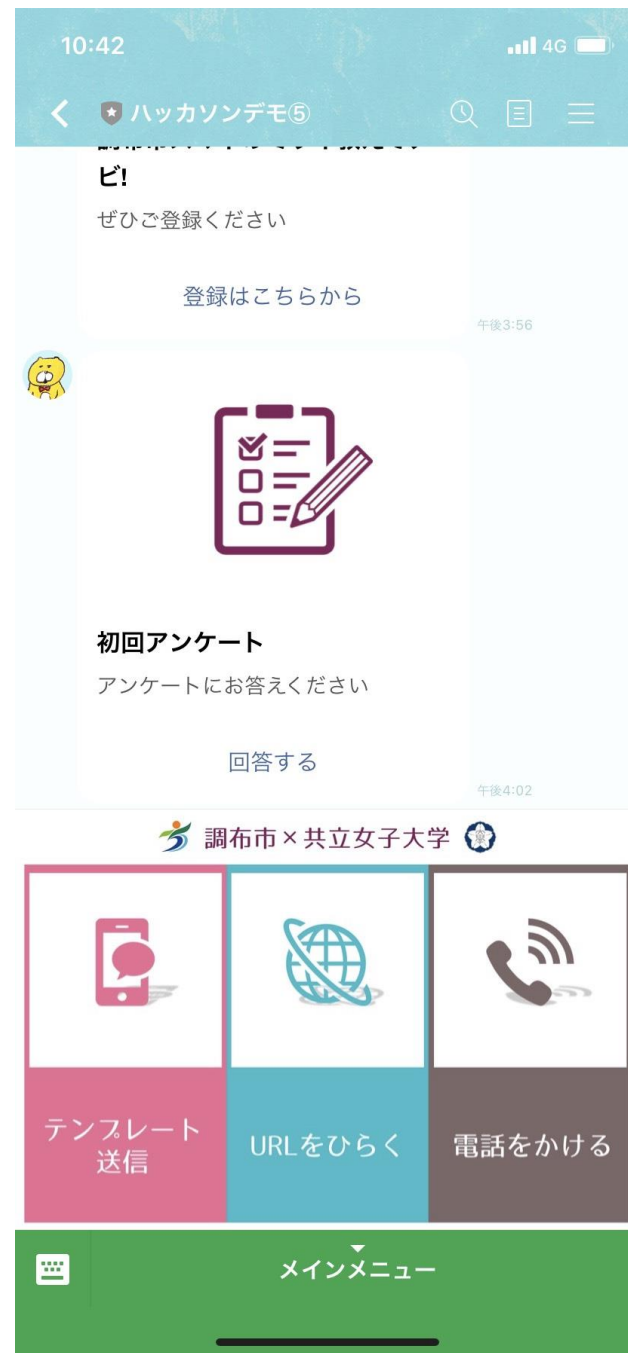 10:42
4G
ハッカソンデモ⑤
ビ!
ぜひご登録ください
登録はこちらから
午後3:56
初回アンケート
アンケートにお答えください
回答する
午後4:02
調布市×共立女子大学
テンプレート
送信
URLをひらく
電話をかける
メインメニュー